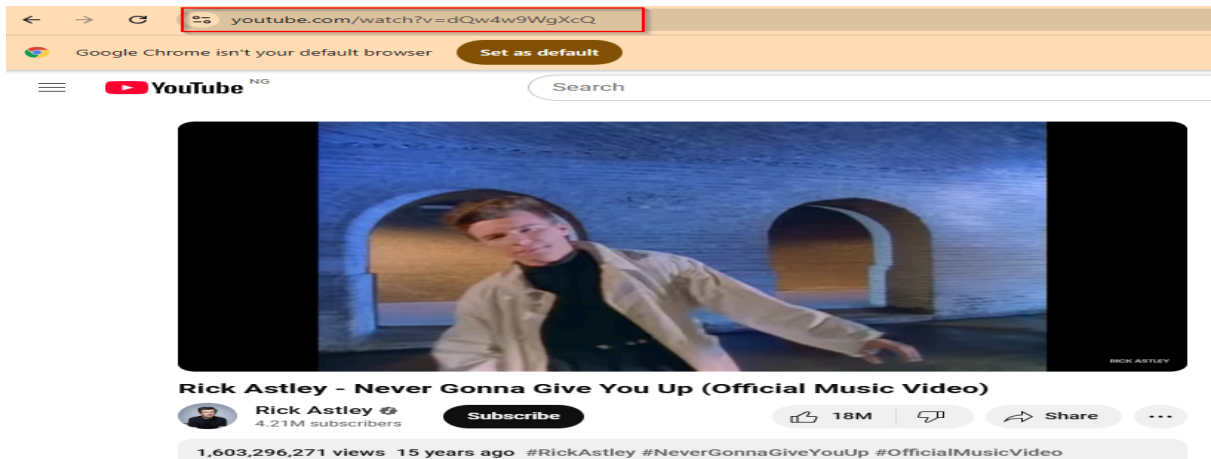 youtube.com/watch?v=dQw4w9WgXcQ
Google Chrome isn't your default browser Set as default
YouTube NG Search
RICK ASTLEY
Rick Astley - Never Gonna Give You Up (Official Music Video)
Rick Astley Subscribe 18M Share ...
4.21M subscribers
1,603,296,271 views 15 years ago #RickAstley #NeverGonnaGiveYouUp #OfficialMusicVideo